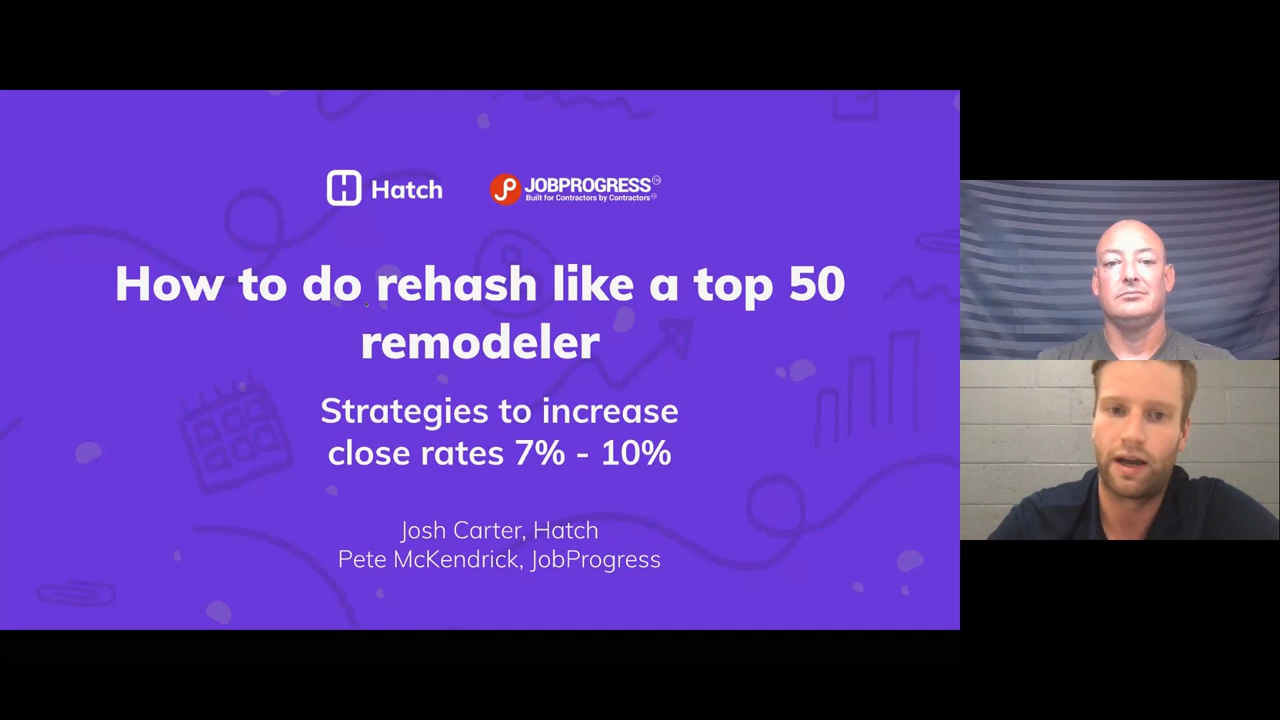 Hatch
JOBPROGRESS
Built for Contractors by Contractors
How to do rehash like a top 50
remodeler
Strategies to increase
close rates 7% - 10%
Josh Carter, Hatch
Pete McKendrick, JobProgress